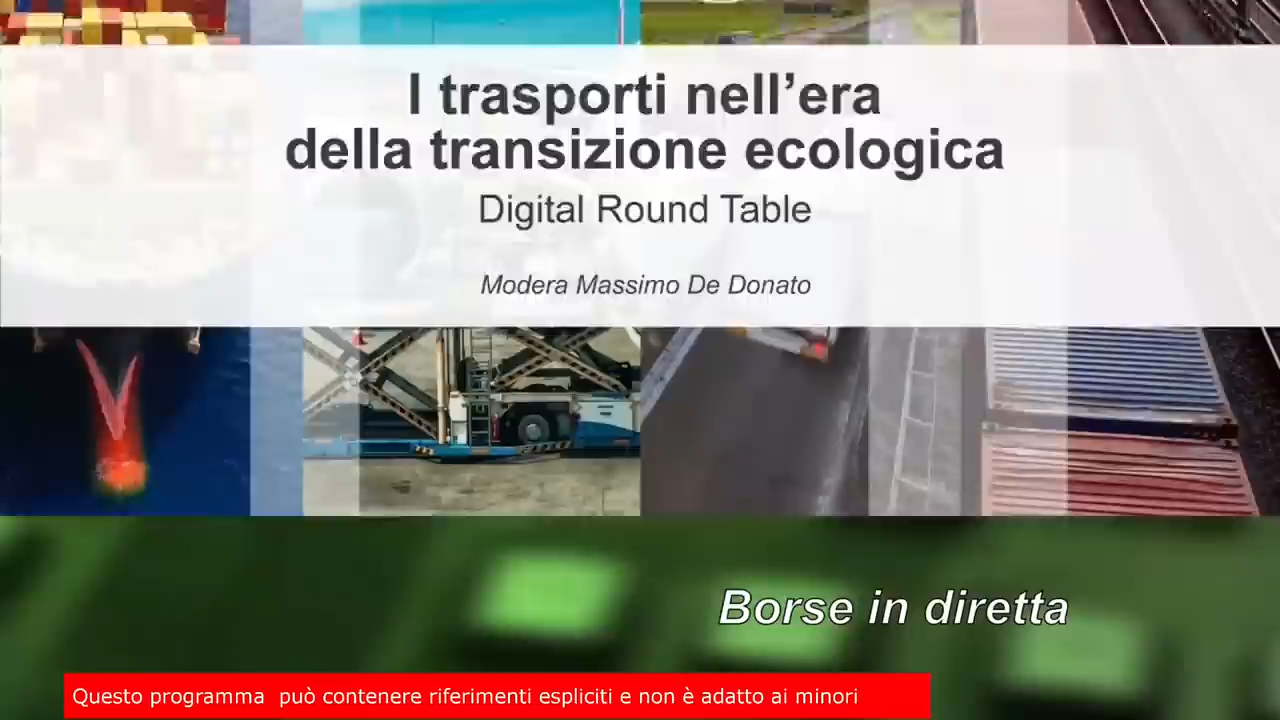 I trasporti nell’era
della transizione ecologica
Digital Round Table
Modera Massimo De Donato
Borse in diretta
Questo programma  può contenere riferimenti espliciti e non è adatto ai minori